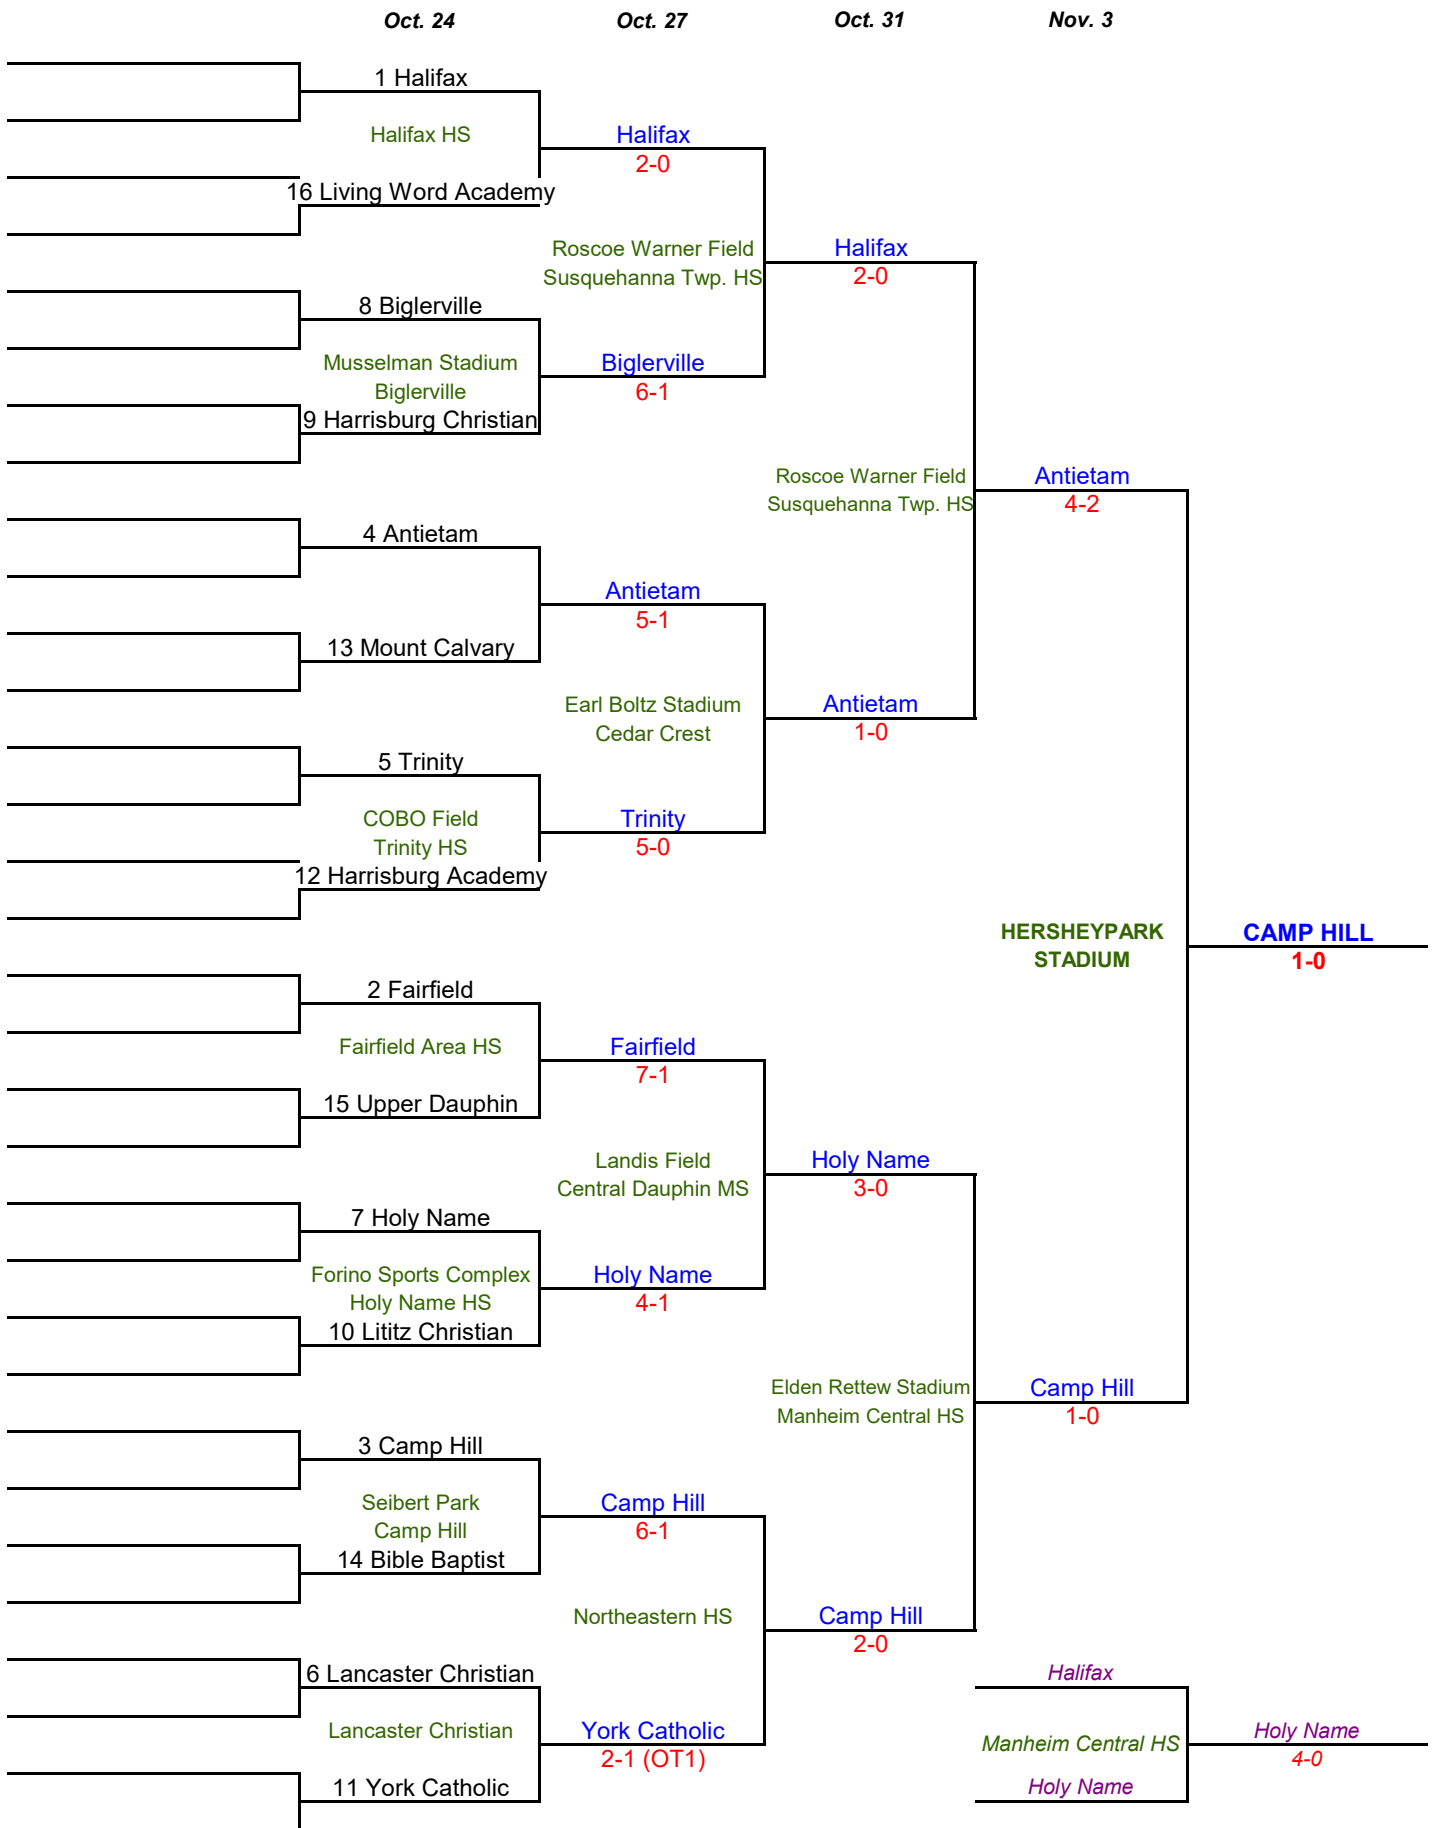 Oct. 24 Oct. 27 Oct. 31 Nov. 3
1 Halifax
Halifax HS
Halifax
2-0
16 Living Word Academy
Roscoe Warner Field
Susquehanna Twp. HS
Halifax
2-0
8 Biglerville
Musselman Stadium
Biglerville
Biglerville
6-1
9 Harrisburg Christian
Roscoe Warner Field
Susquehanna Twp. HS
Antietam
4-2
4 Antietam
Antietam
5-1
13 Mount Calvary
Earl Boltz Stadium
Cedar Crest
Antietam
1-0
5 Trinity
COBO Field
Trinity HS
Trinity
5-0
12 Harrisburg Academy
HERSHEYPARK
STADIUM
CAMP HILL
1-0
2 Fairfield
Fairfield Area HS
Fairfield
7-1
15 Upper Dauphin
Landis Field
Central Dauphin MS
Holy Name
3-0
7 Holy Name
Forino Sports Complex
Holy Name HS
Holy Name
4-1
10 Lititz Christian
Elden Rettew Stadium
Manheim Central HS
Camp Hill
1-0
3 Camp Hill
Seibert Park
Camp Hill
Camp Hill
6-1
14 Bible Baptist
Northeastern HS
Camp Hill
2-0
6 Lancaster Christian
Lancaster Christian
York Catholic
2-1 (OT1)
11 York Catholic
Halifax
Manheim Central HS
Holy Name
Holy Name
4-0